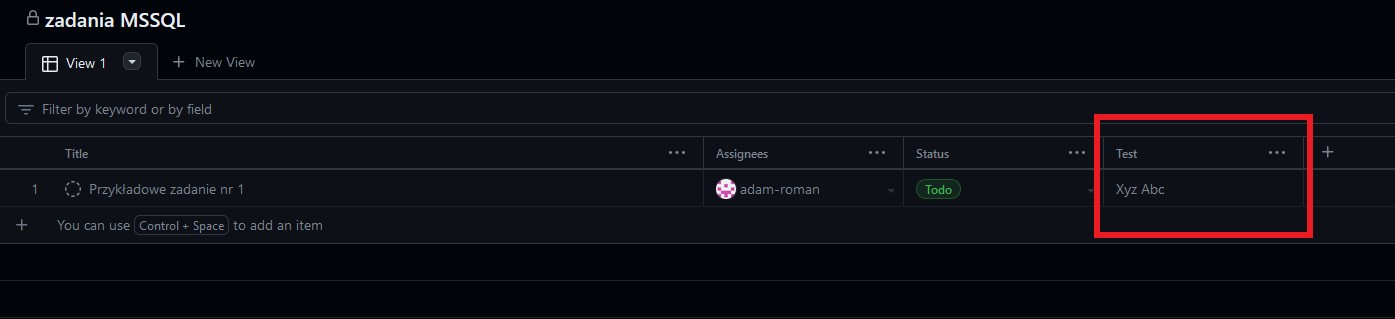 zadania MSSQL
View 1 New View
Filter by keyword or by field
Title Assignees Status Test
1 Przykładowe zadanie nr 1 adam-roman Todo Xyz Abc
You can use Control + Space to add an item